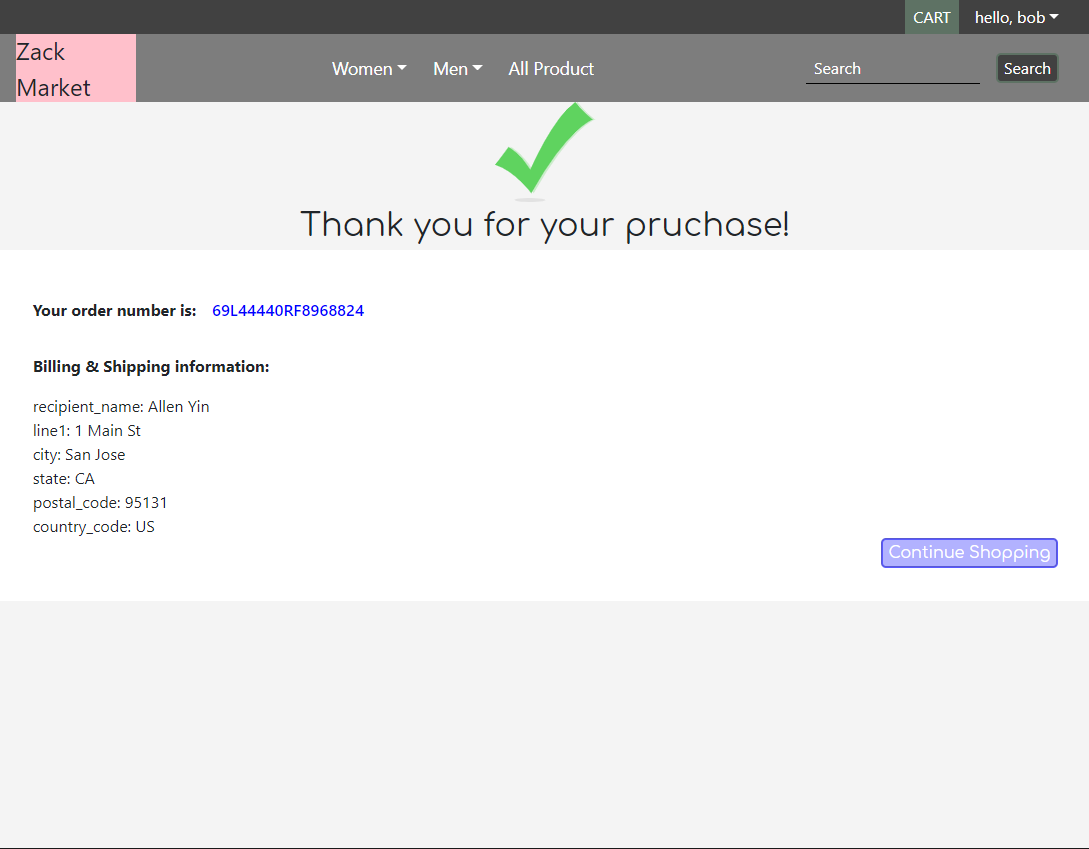 CART hello, bob
Zack
Market
Women Men All Product Search Search
Thank you for your pruchase!
Your order number is: 69L44440RF8968824
Billing & Shipping information:
recipient_name: Allen Yin
line1: 1 Main St
city: San Jose
state: CA
postal_code: 95131
country_code: US
Continue Shopping